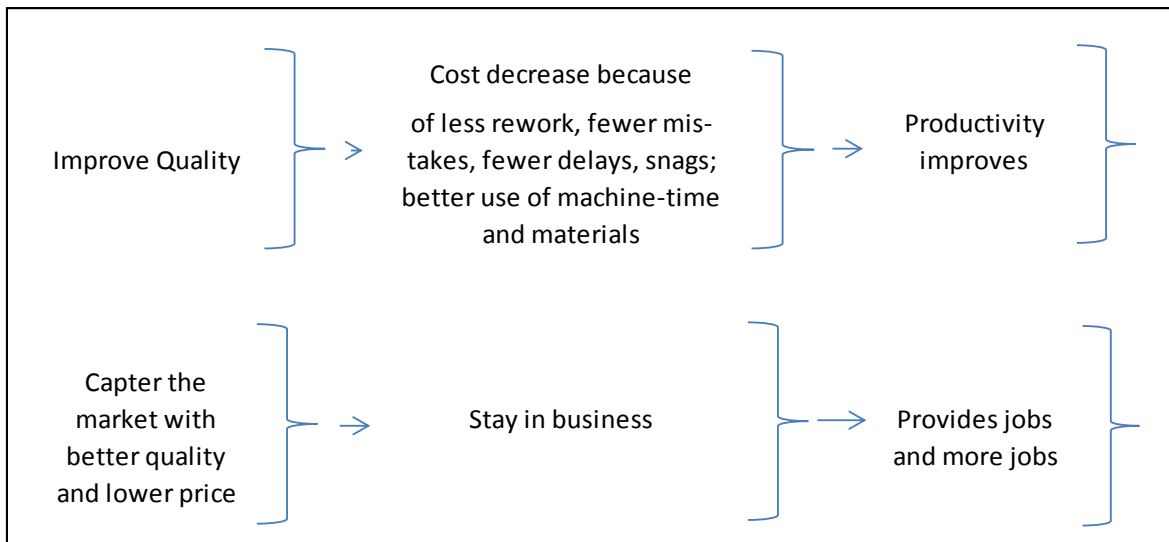 Improve Quality
Cost decrease because
of less rework, fewer mis-
takes, fewer delays, snags;
better use of machine-time
and materials
Productivity
improves
Capter the
market with
better quality
and lower price
Stay in business
Provides jobs
and more jobs